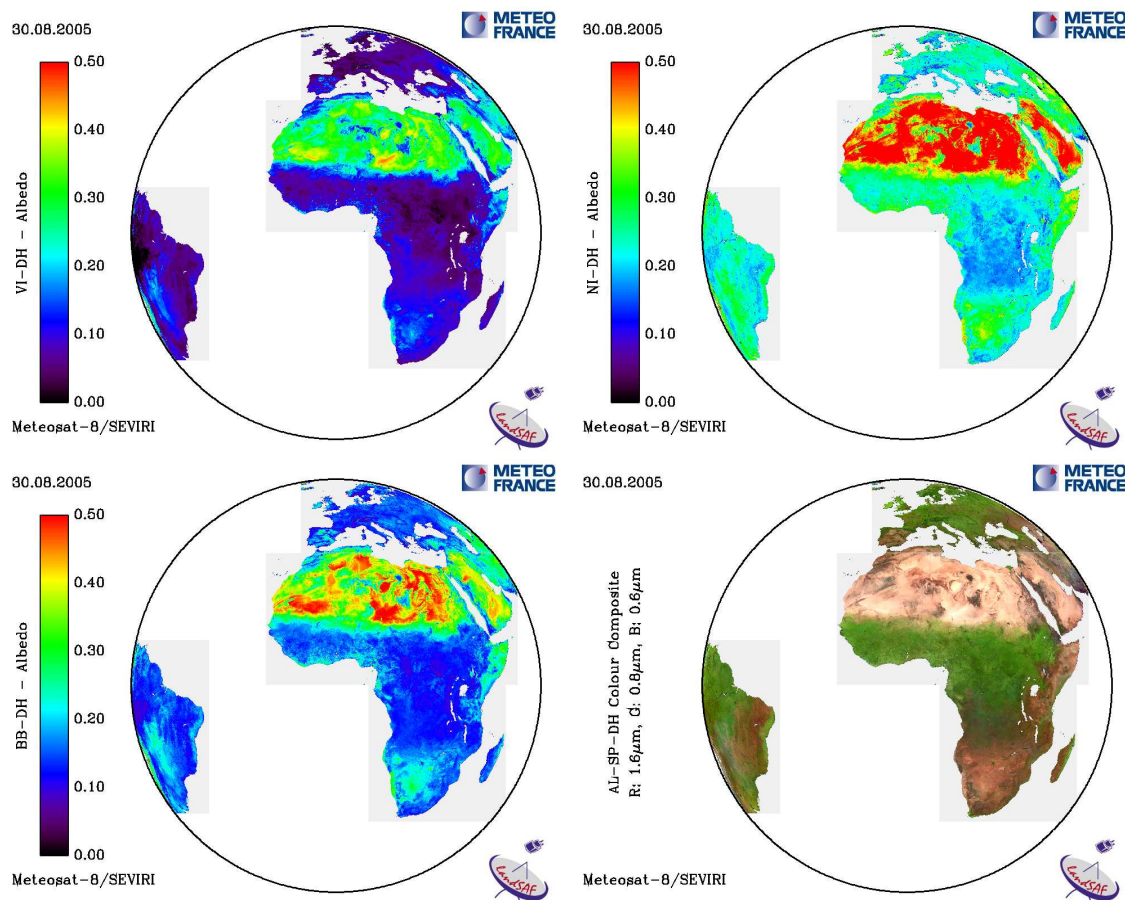 30.08.2005
METEO
FRANCE
0.50
0.40
0.30
0.20
0.10
0.00
VI-DH - Albedo
Meteosat-8/SEVIRI
LandSAF
30.08.2005
METEO
FRANCE
0.50
0.40
0.30
0.20
0.10
0.00
NI-DH - Albedo
Meteosat-8/SEVIRI
LandSAF
30.08.2005
METEO
FRANCE
0.50
0.40
0.30
0.20
0.10
0.00
BB-DH - Albedo
Meteosat-8/SEVIRI
LandSAF
30.08.2005
METEO
FRANCE
AL-SP-DH Colour Composite
R: 1.6μm, G: 0.8μm, B: 0.6μm
Meteosat-8/SEVIRI
LandSAF